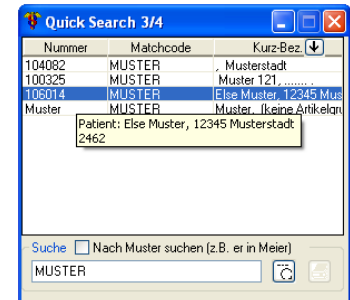 Quick Search 3/4
Nummer Matchcode Kurz-Bez.
104082 MUSTER , Musterstadt
100325 MUSTER Muster 121, ....... .
106014 MUSTER Else Muster, 12345 Mus
Muster MUSTER Muster, (keine Artikelgru
Patient: Else Muster, 12345 Musterstadt
2462
Suche Nach Muster suchen (z.B. er in Meier)
MUSTER